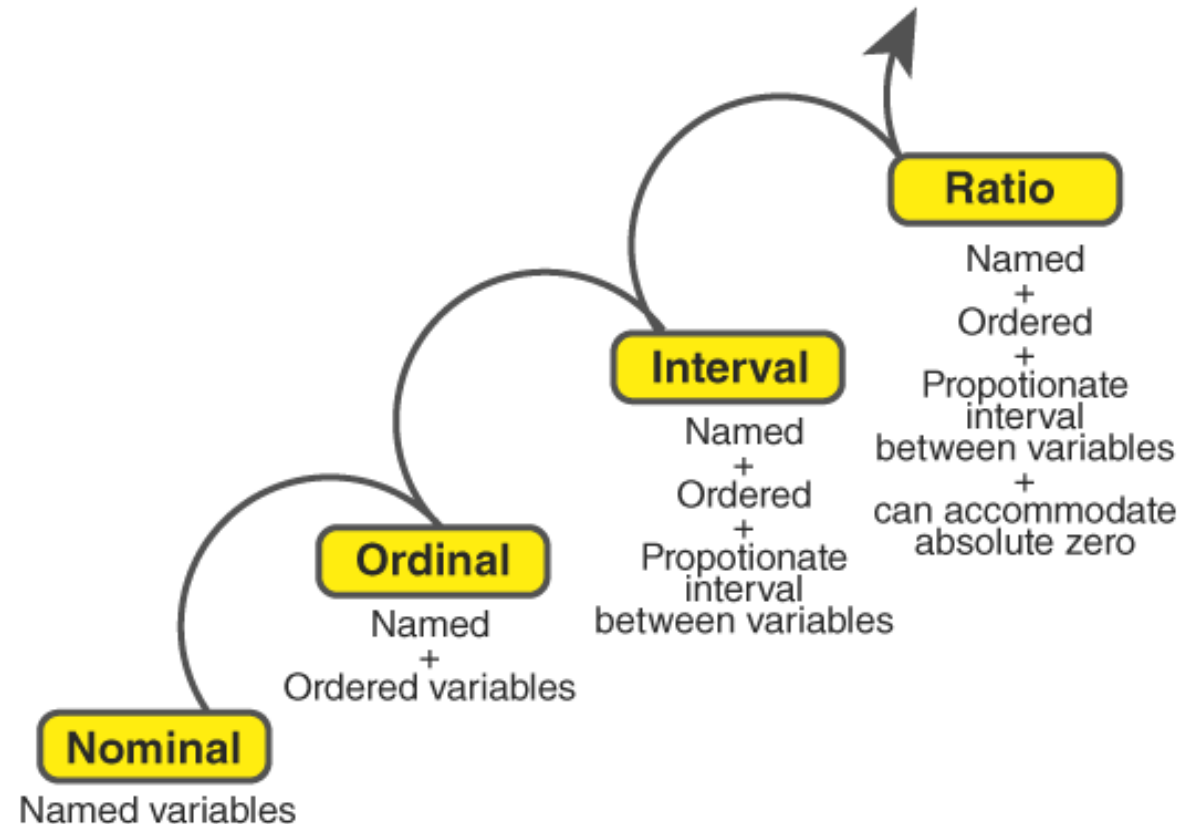 Ratio
Named
+
Ordered
+
Propotionate
interval
between variables
+
can accommodate
absolute zero
Interval
Named
+
Ordered
+
Propotionate
interval
between variables
Ordinal
Named
+
Ordered variables
Nominal
Named variables